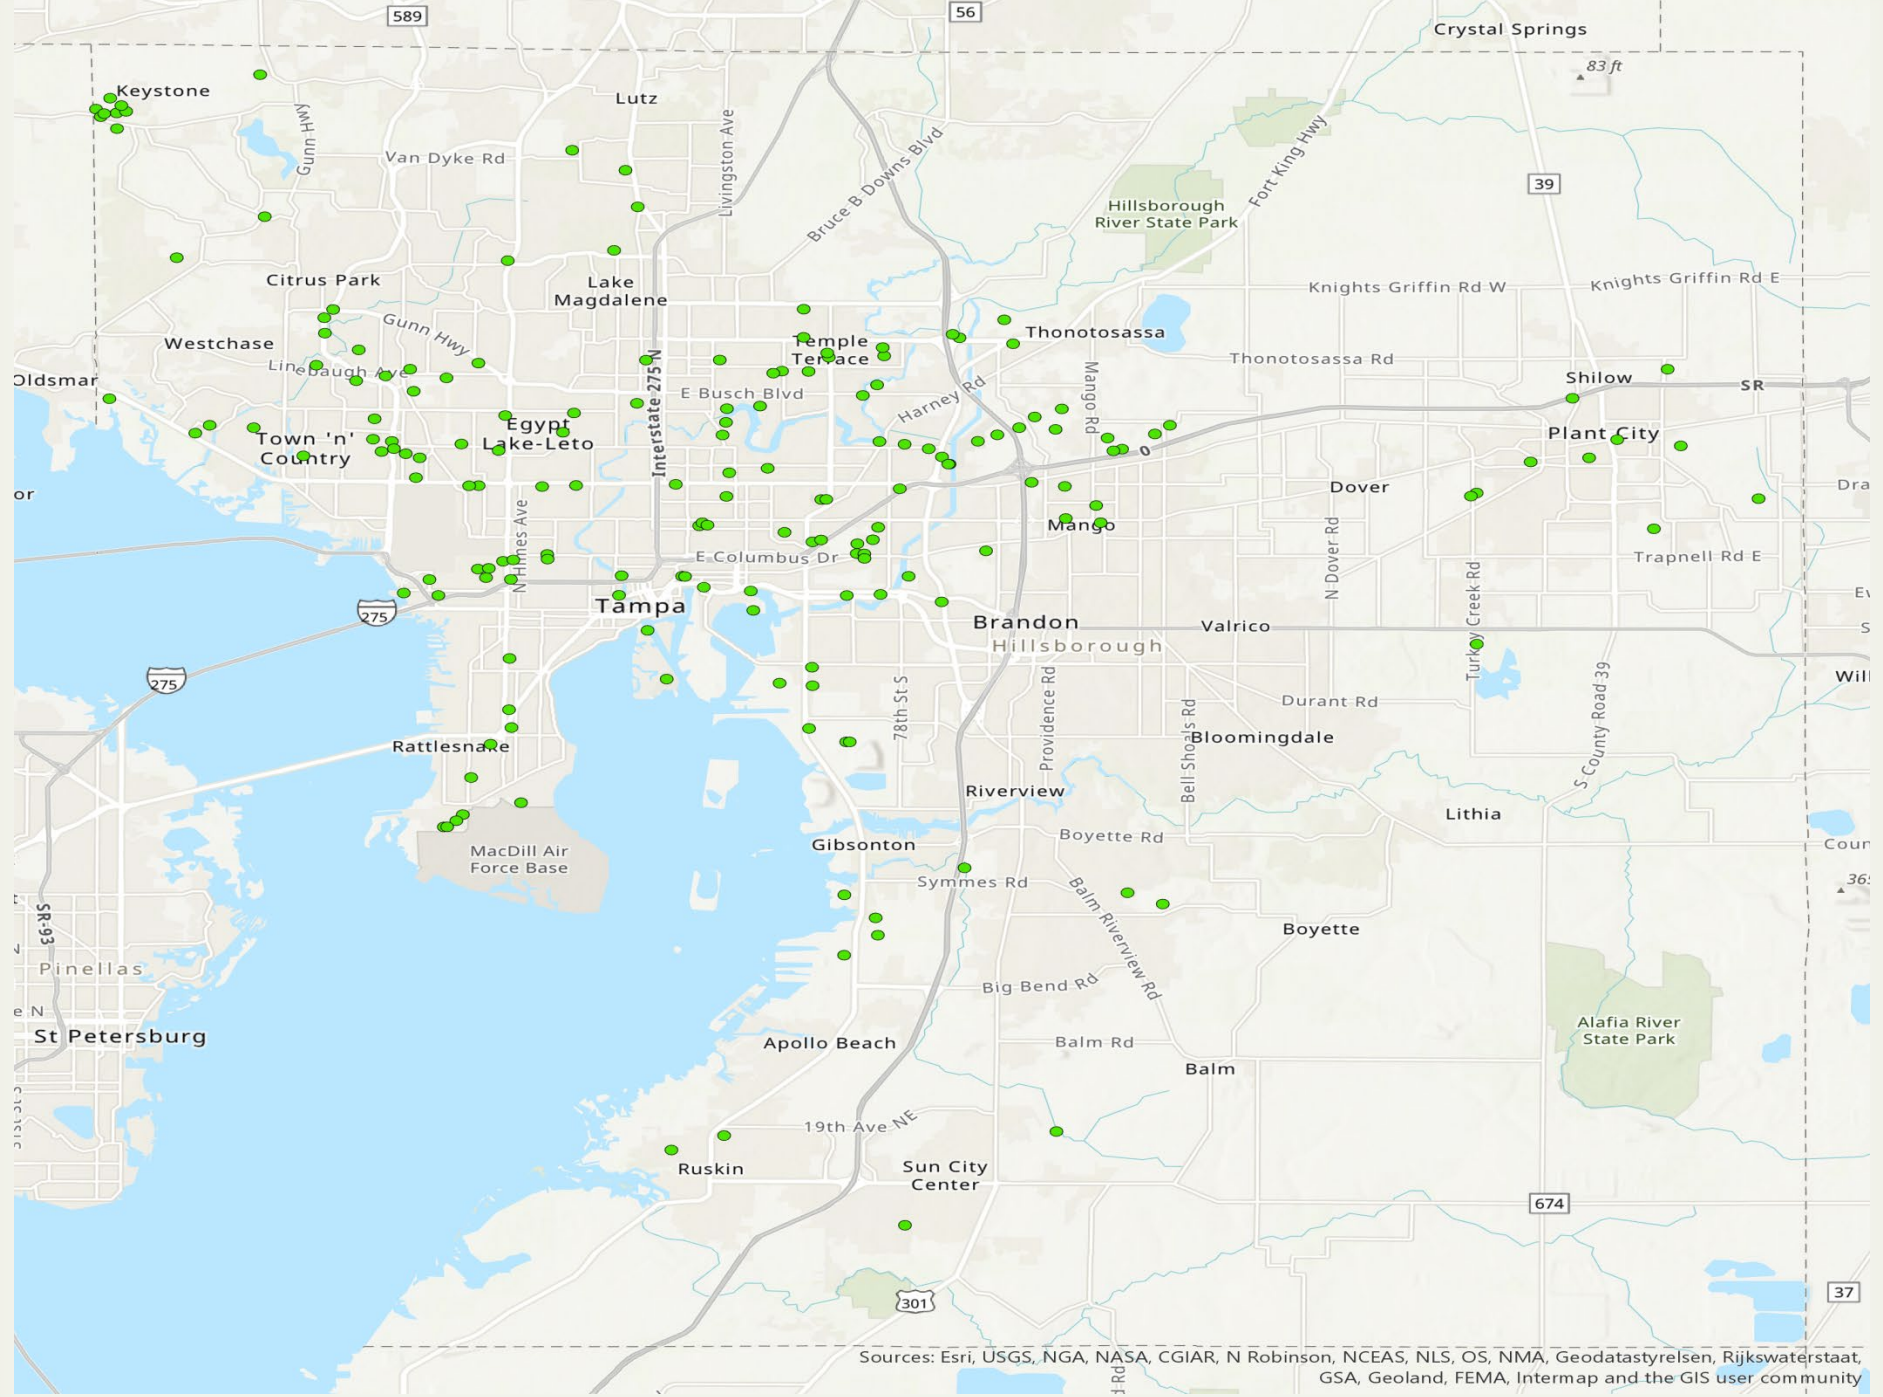 589
56
Crystal Springs
83 ft
Keystone
Lutz
Gunn Hwy
Livingston Ave
Van Dyke Rd
Bruce B Downs Blvd
Fort King Hwy
39
Hillsborough
River State Park
Citrus Park
Lake
Magdalene
Knights Griffin Rd W
Knights Griffin Rd E
Gunn Hwy
Westchase
Temple
Terrace
Thonotosassa
Thonotosassa Rd
Linebaugh Ave
Oldsmar
Interstate 275 N
E Busch Blvd
Harney Rd
Mango Rd
Shilow
SR
Egypt
Lake-Leto
Town 'n'
Country
0
Plant City
or
Dover
Dra
N Himes Ave
Mango
N Dover Rd
E Columbus Dr
Trapnell Rd E
Turkey Creek Rd
275
Tampa
Brandon
Valrico
Hillsborough
275
78th St S
Providence Rd
Bell Shoals Rd
Durant Rd
S County Road 39
Rattlesnake
Bloomingdale
Riverview
Lithia
MacDill Air
Force Base
Gibsonton
Boyette Rd
Coun
Symmes Rd
Balm Riverview Rd
SR-93
Boyette
Pinellas
Big Bend Rd
e N
St Petersburg
Apollo Beach
Balm Rd
Alafia River
State Park
Balm
19th Ave NE
Ruskin
Sun City
Center
674
301
37
Sources: Esri, USGS, NGA, NASA, CGIAR, N Robinson, NCEAS, NLS, OS, NMA, Geodatastyrelsen, Rijkswaterstaat,
GSA, Geoland, FEMA, Intermap and the GIS user community